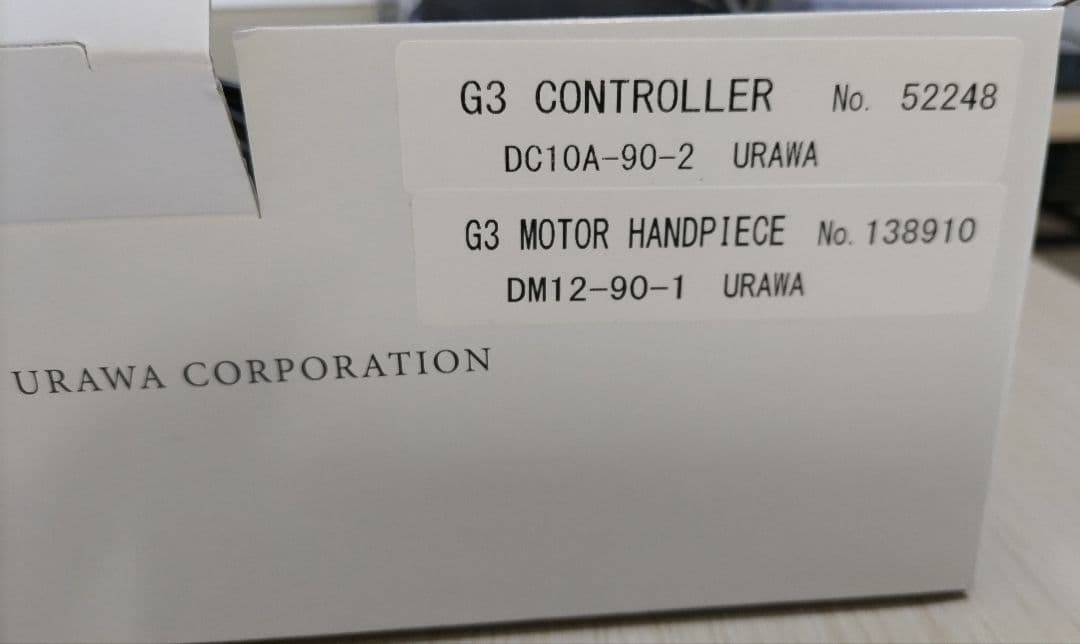 G3 CONTROLLER No. 52248
DC10A-90-2 URAWA
G3 MOTOR HANDPIECE No. 138910
DM12-90-1 URAWA
URAWA CORPORATION